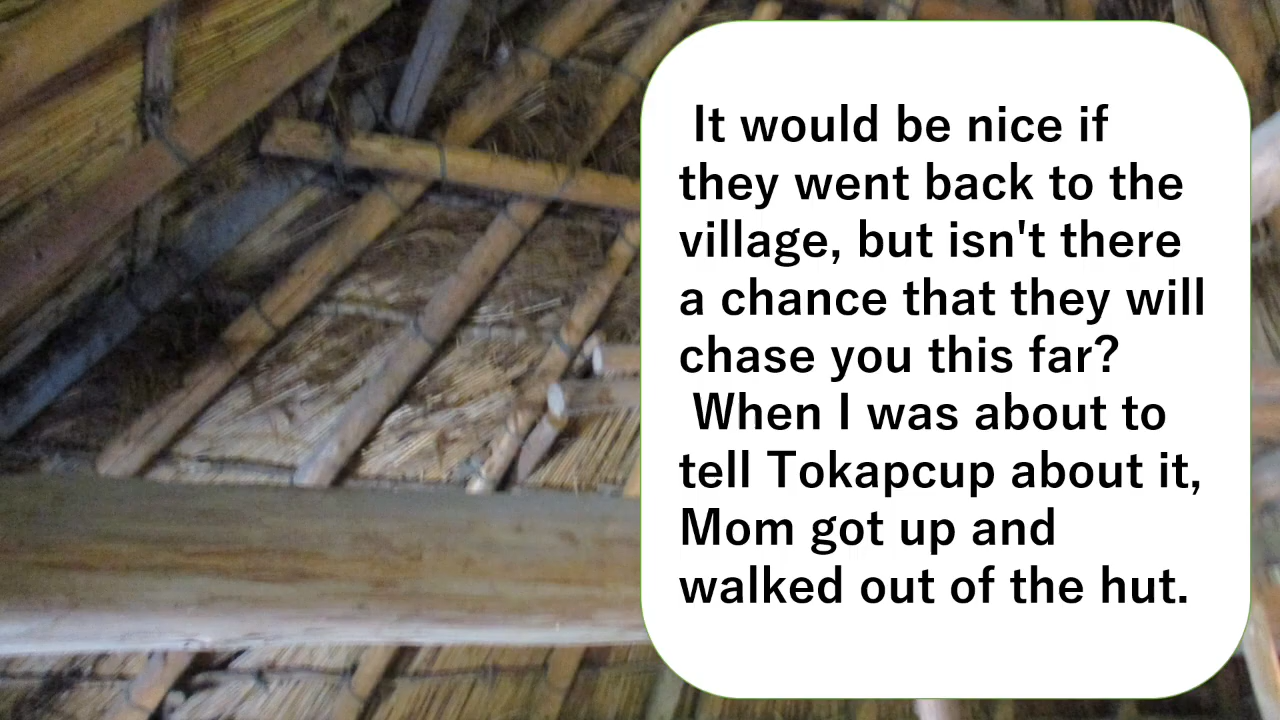 It would be nice if
they went back to the
village, but isn't there
a chance that they will
chase you this far?
When I was about to
tell Tokapcup about it,
Mom got up and
walked out of the hut.